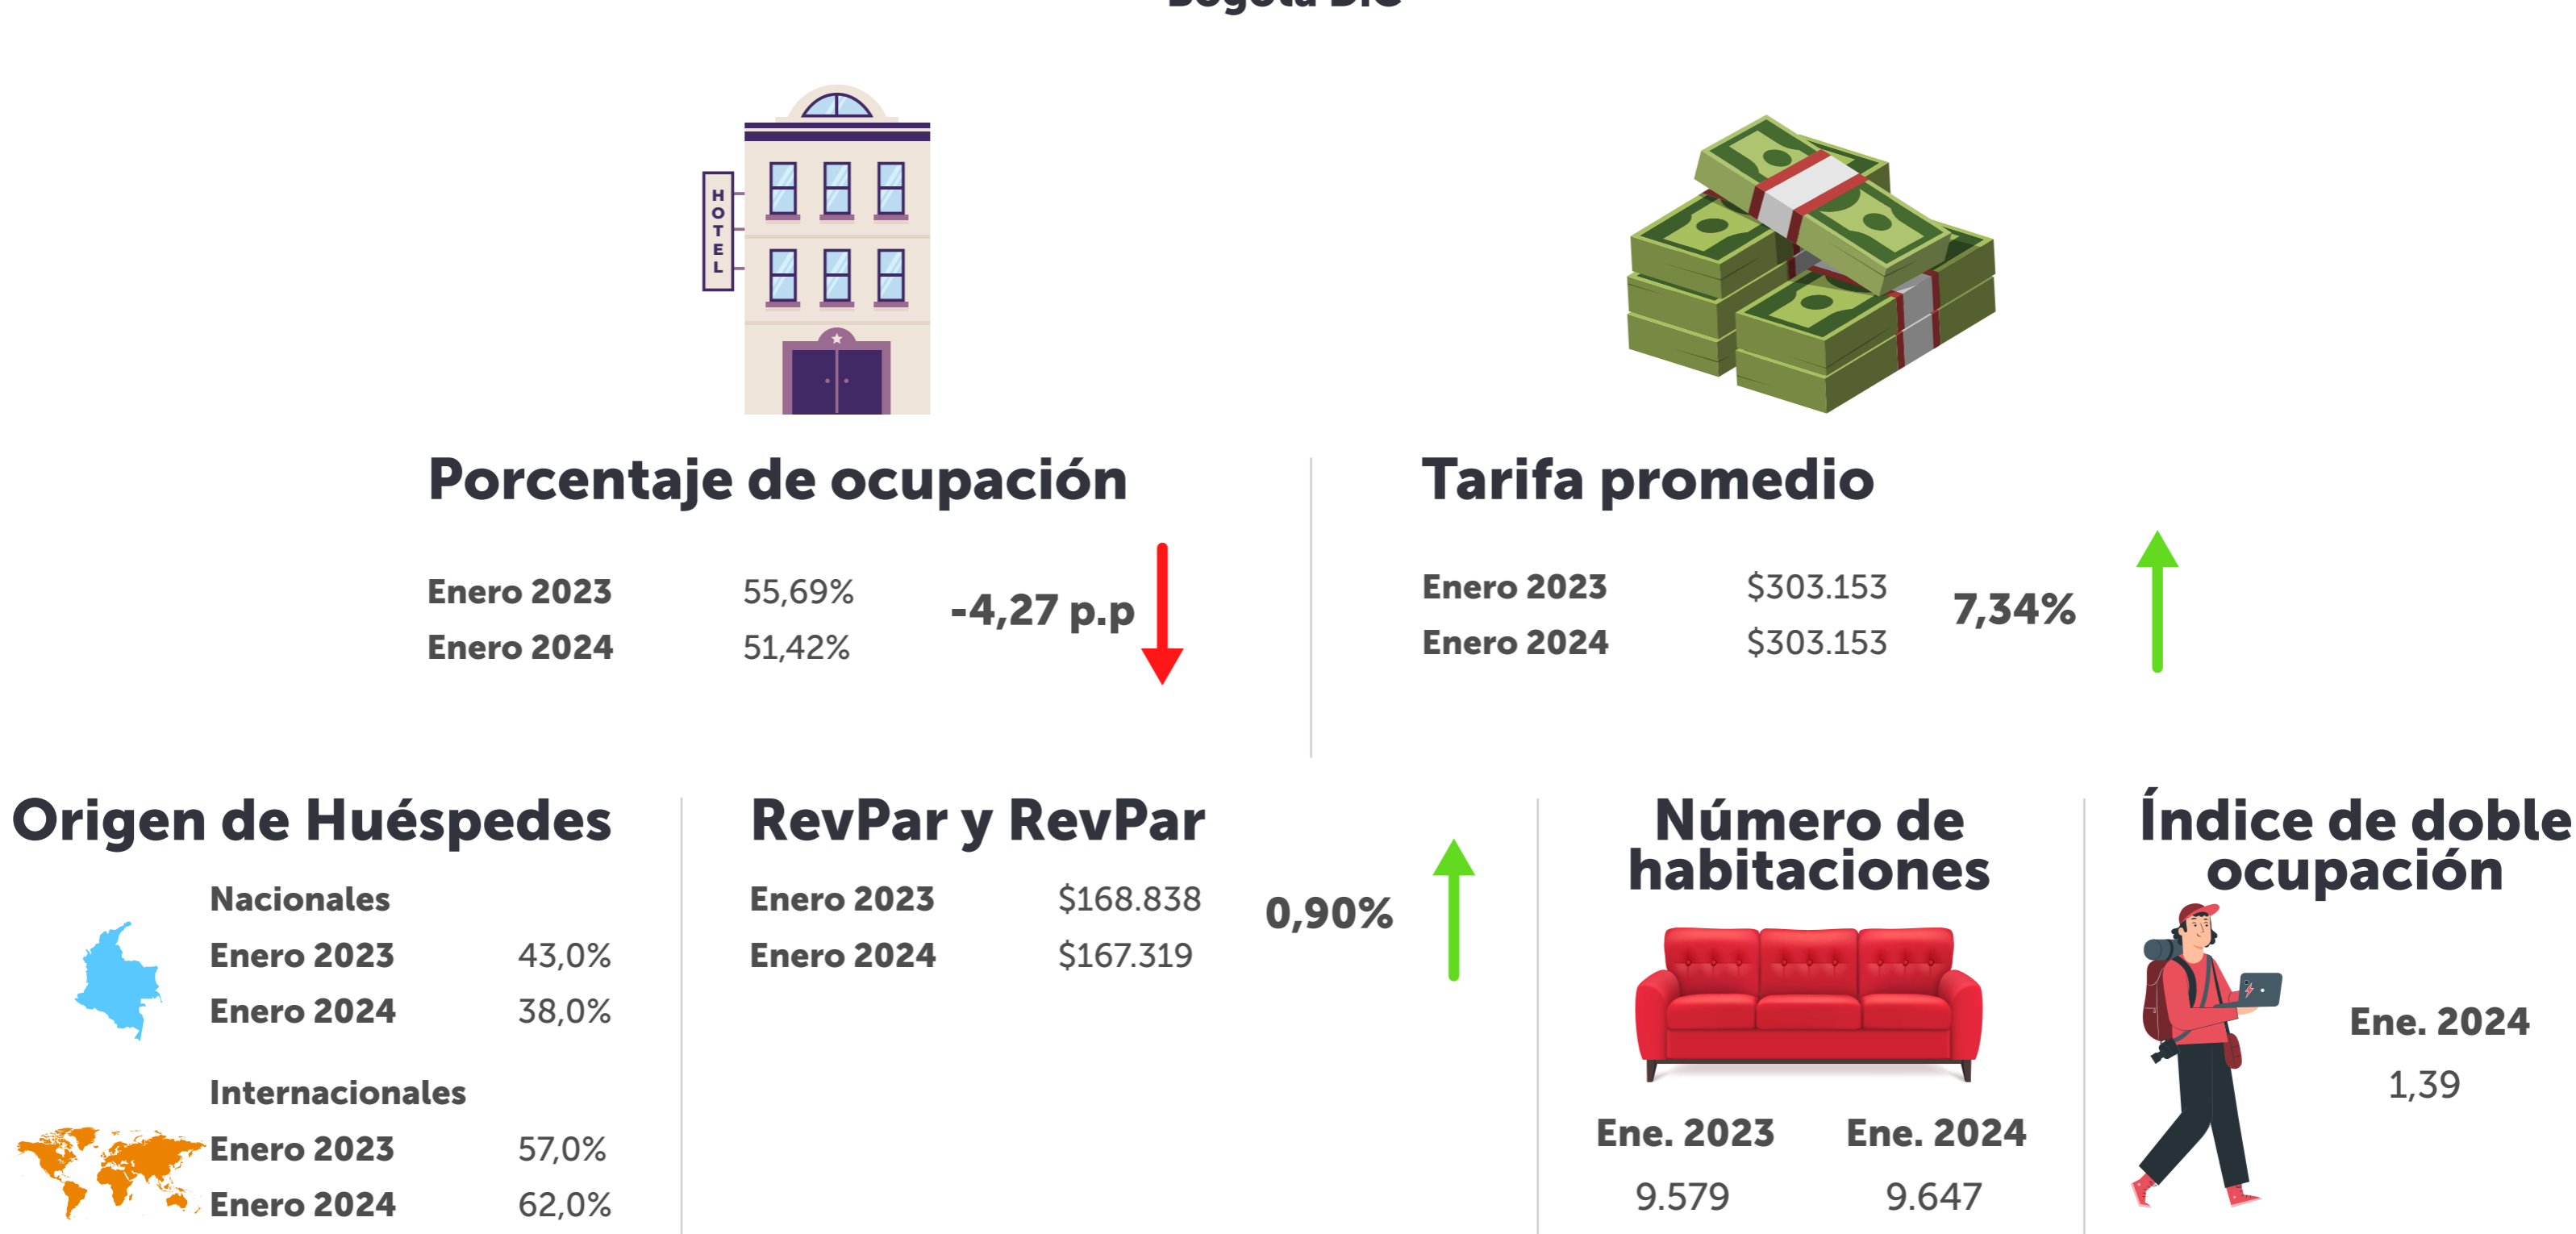 HOTEL
Porcentaje de ocupación
Enero 2023 55,69%
Enero 2024 51,42%
-4,27 p.p
Tarifa promedio
Enero 2023 $303.153
Enero 2024 $303.153
7,34%
Origen de Huéspedes
Nacionales
Enero 2023 43,0%
Enero 2024 38,0%
Internacionales
Enero 2023 57,0%
Enero 2024 62,0%
RevPar y RevPar
Enero 2023 $168.838
Enero 2024 $167.319
0,90%
Número de
habitaciones
Ene. 2023 Ene. 2024
9.579 9.647
Índice de doble
ocupación
Ene. 2024
1,39